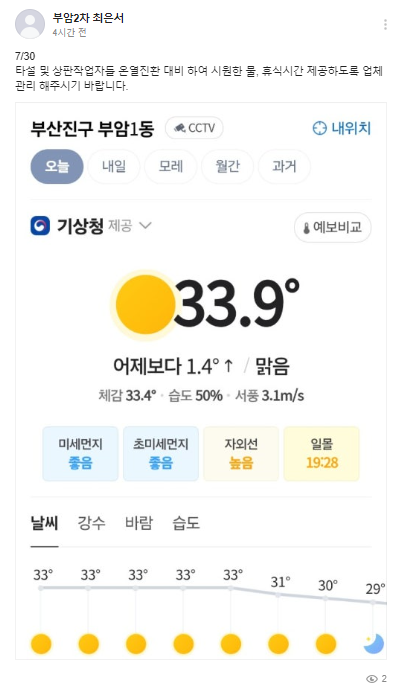 부암2차 최은서
4시간 전
7/30
타설 및 상판작업자들 온열진환 대비 하여 시원한 물, 휴식시간 제공하도록 업체
관리 해주시기 바랍니다.
부산진구 부암1동 CCTV 내위치
오늘 내일 모레 월간 과거
기상청 제공 예보비교
33.9°
어제보다 1.4°↑ / 맑음
체감 33.4° · 습도 50% · 서풍 3.1m/s
미세먼지 초미세먼지 자외선 일몰
좋음 좋음 높음 19:28
날씨 강수 바람 습도
33° 33° 33° 33° 33° 31° 30° 29°
2